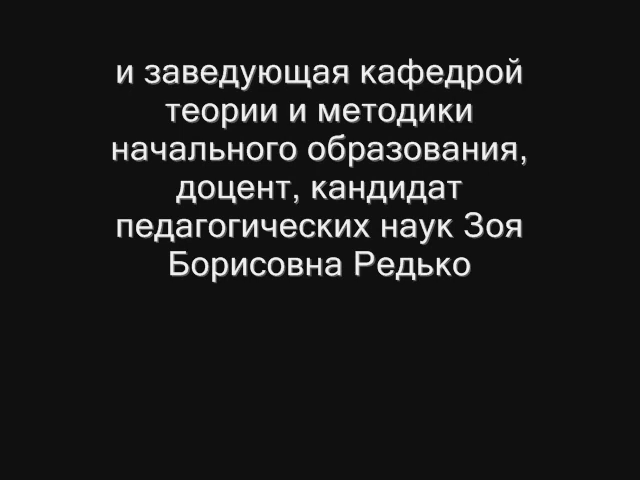 и заведующая кафедрой
теории и методики
начального образования,
доцент, кандидат
педагогических наук Зоя
Борисовна Редько